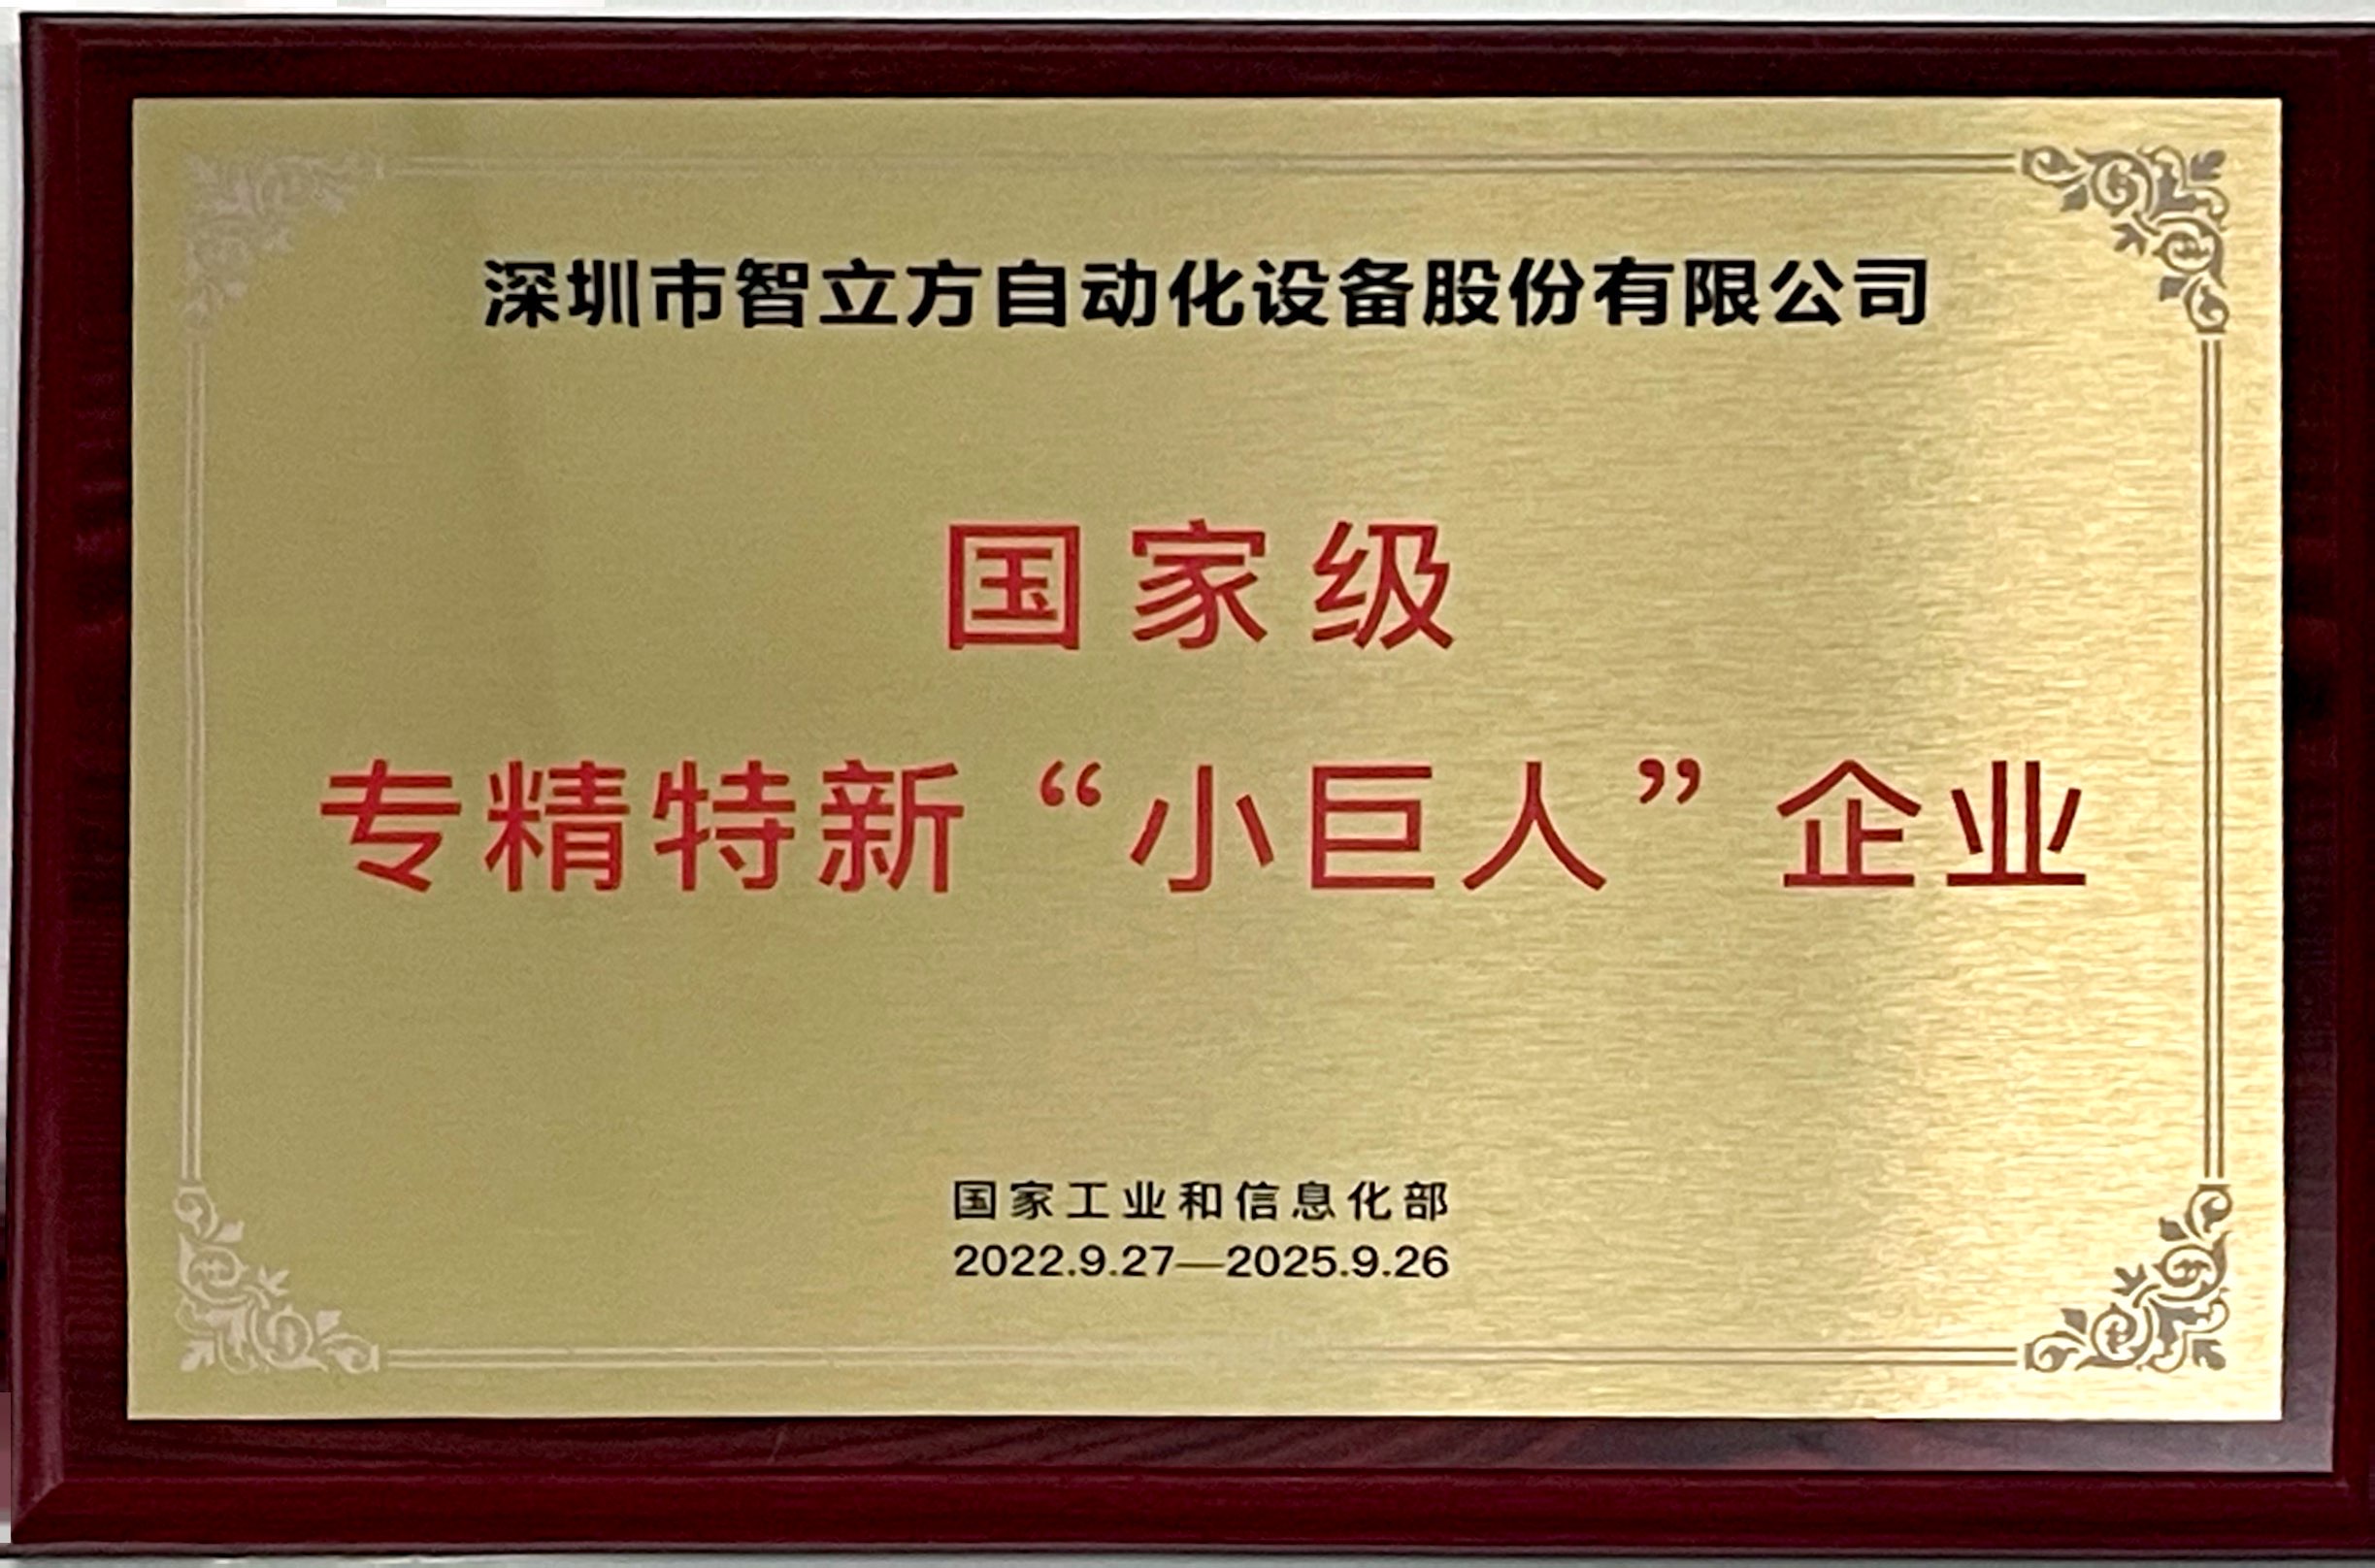 深圳市智立方自动化设备股份有限公司
国家级
专精特新“小巨人”企业
国家工业和信息化部
2022.9.27—2025.9.26